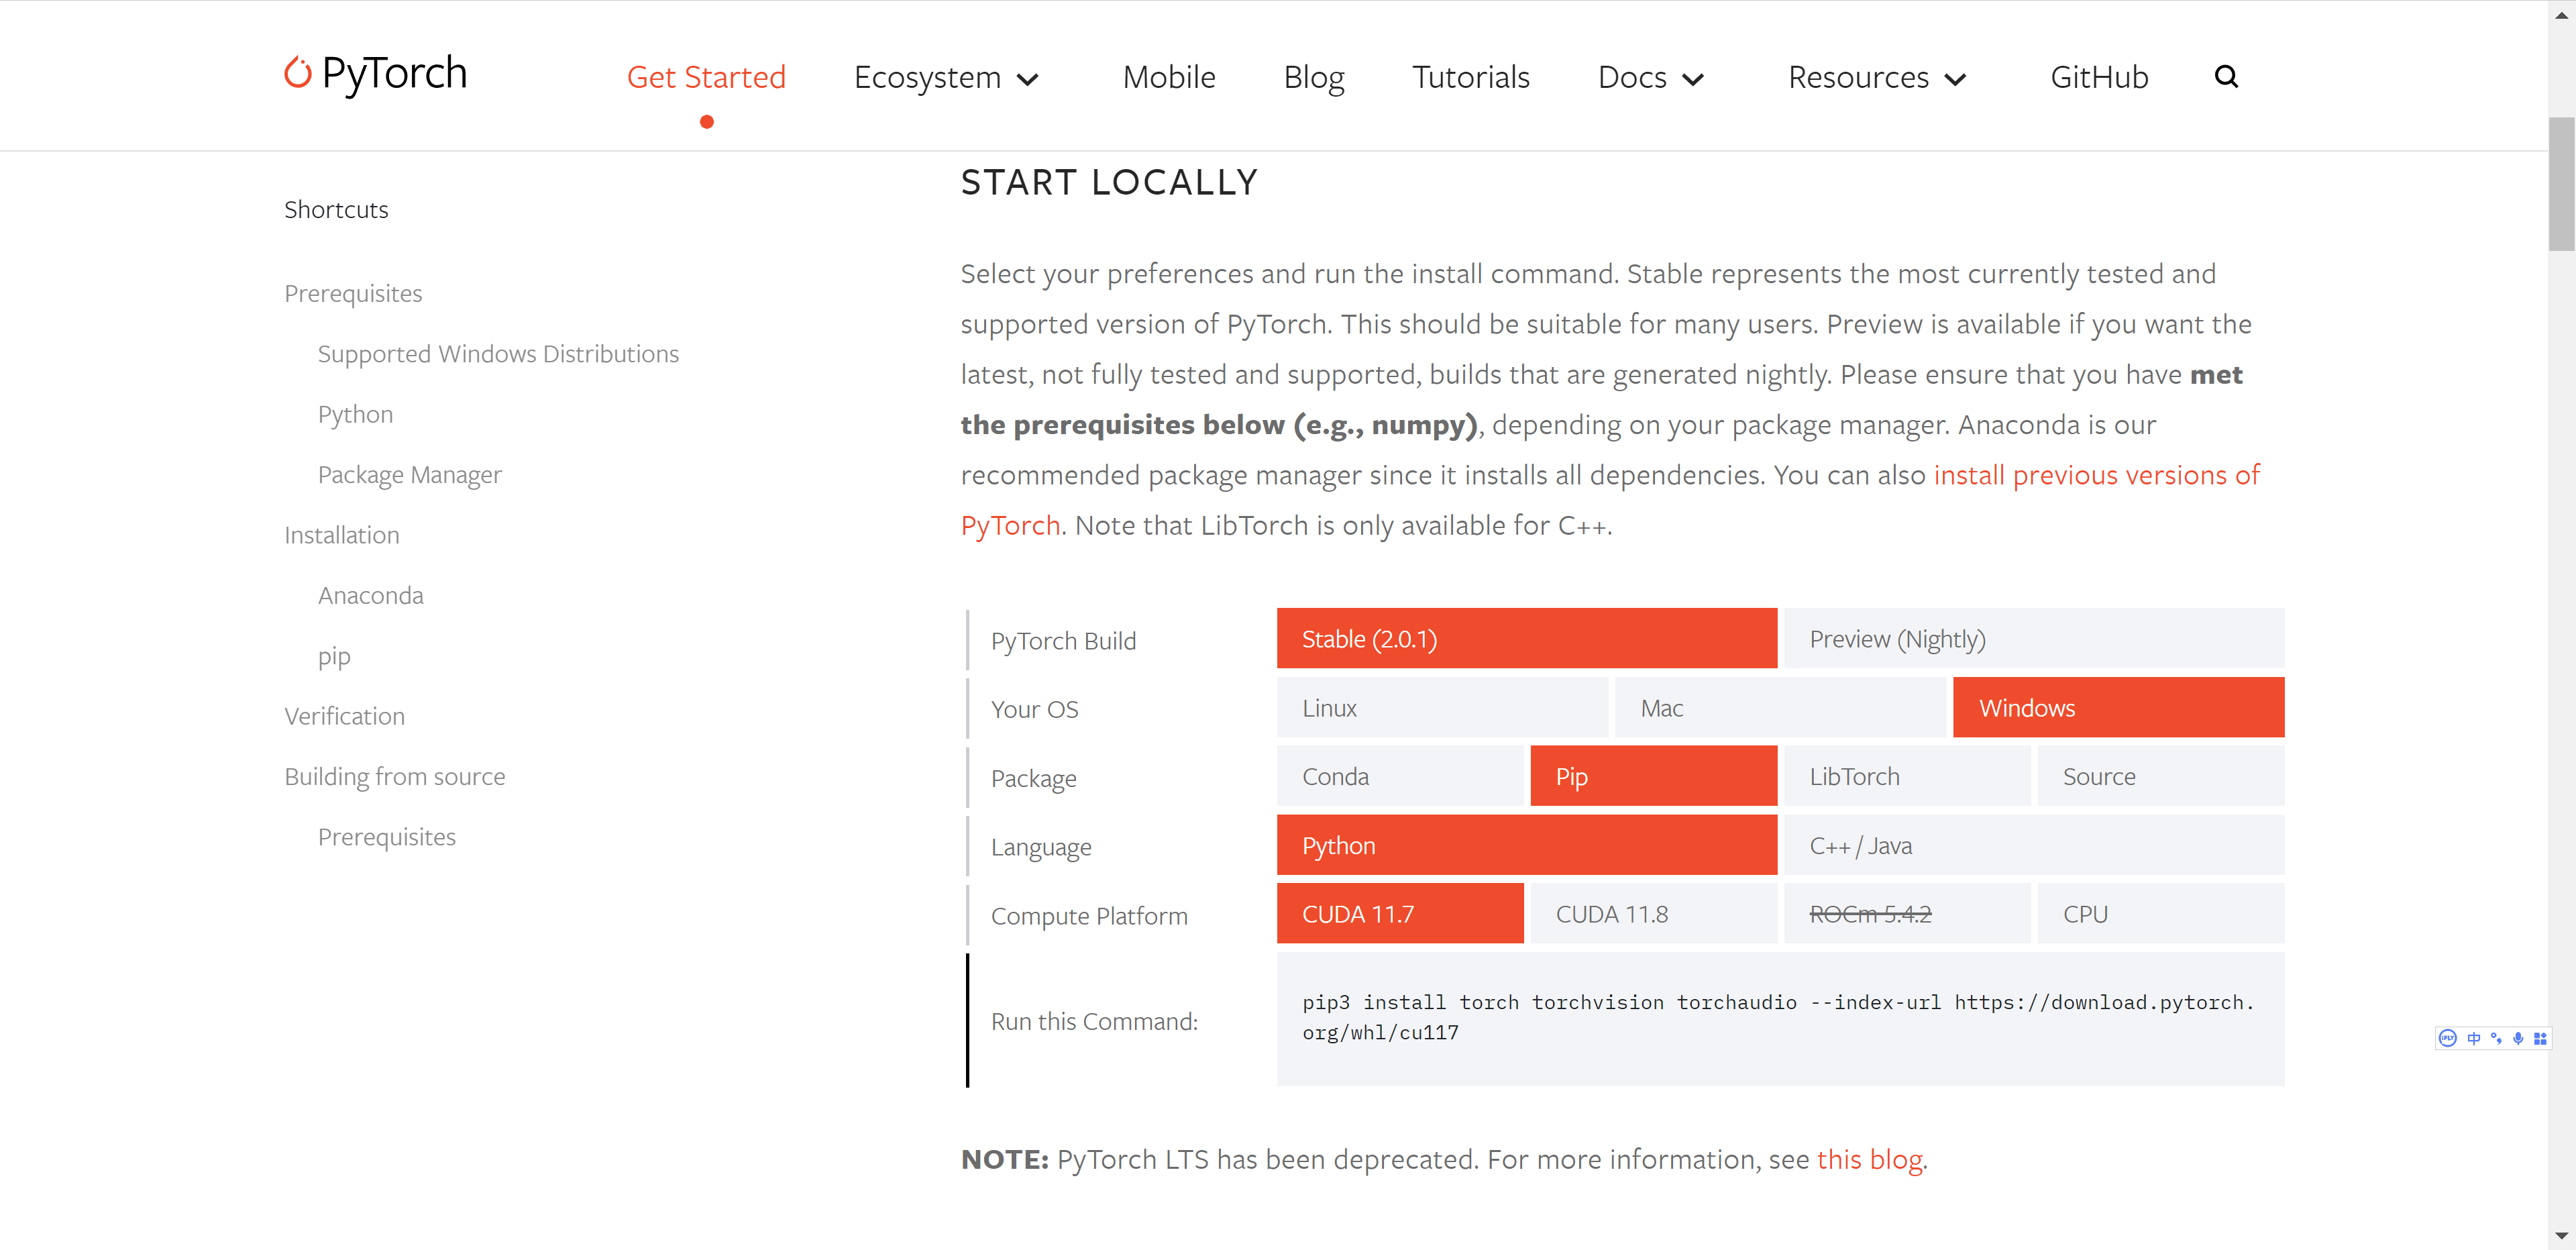 PyTorch
Get Started
Ecosystem
Mobile
Blog
Tutorials
Docs
Resources
GitHub
Shortcuts
Prerequisites
Supported Windows Distributions
Python
Package Manager
Installation
Anaconda
pip
Verification
Building from source
Prerequisites
START LOCALLY
Select your preferences and run the install command. Stable represents the most currently tested and
supported version of PyTorch. This should be suitable for many users. Preview is available if you want the
latest, not fully tested and supported, builds that are generated nightly. Please ensure that you have met
the prerequisites below (e.g., numpy), depending on your package manager. Anaconda is our
recommended package manager since it installs all dependencies. You can also install previous versions of
PyTorch. Note that LibTorch is only available for C++.
PyTorch Build
Stable (2.0.1)
Preview (Nightly)
Your OS
Linux
Mac
Windows
Package
Conda
Pip
LibTorch
Source
Language
Python
C++ / Java
Compute Platform
CUDA 11.7
CUDA 11.8
ROCm 5.4.2
CPU
Run this Command:
pip3 install torch torchvision torchaudio --index-url https://download.pytorch.
org/whl/cu117
NOTE: PyTorch LTS has been deprecated. For more information, see this blog.
iFLY 中